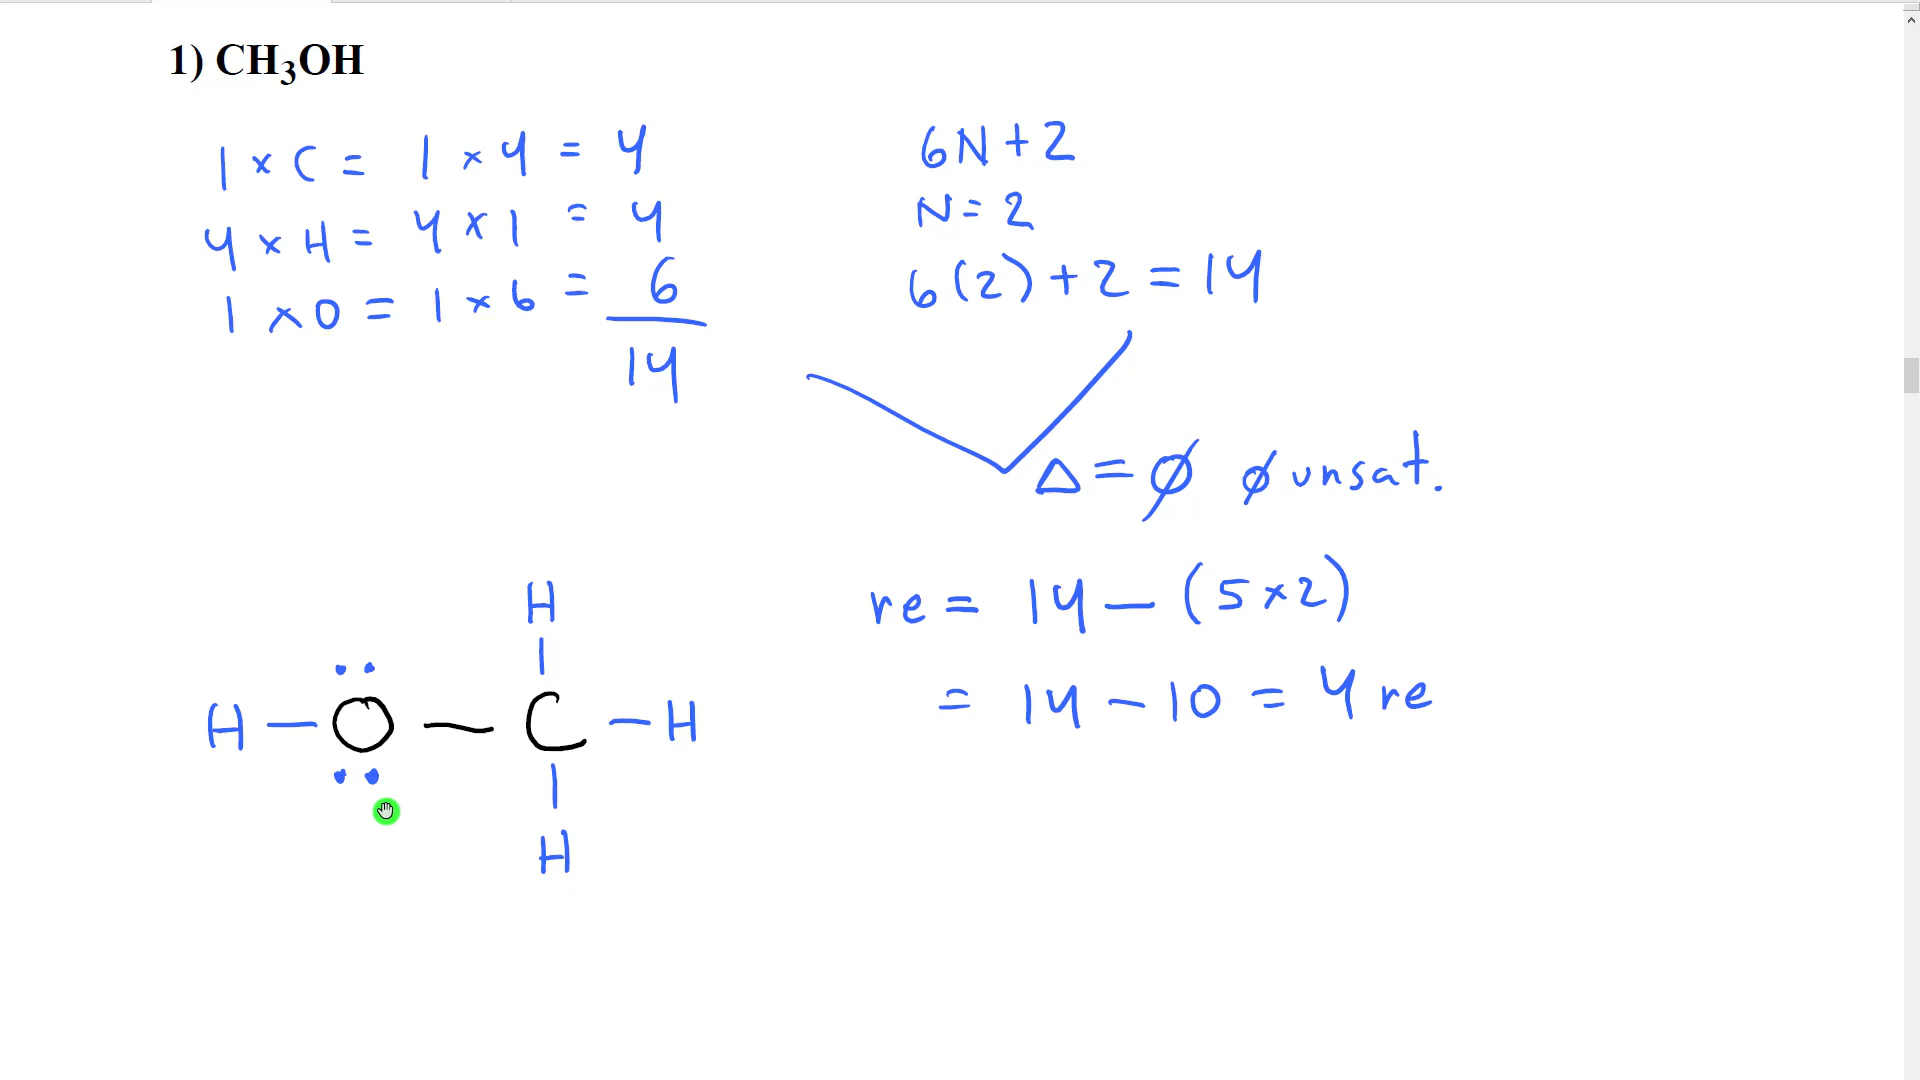 1) CH₃OH
1 × C = 1 × 4 = 4
4 × H = 4 × 1 = 4
1 × O = 1 × 6 = 6
14
6N + 2
N = 2
6(2) + 2 = 14
Δ = ∅ ∅ unsat.
re = 14 − (5×2)
= 14 − 10 = 4 re
H
H — O — C — H
H